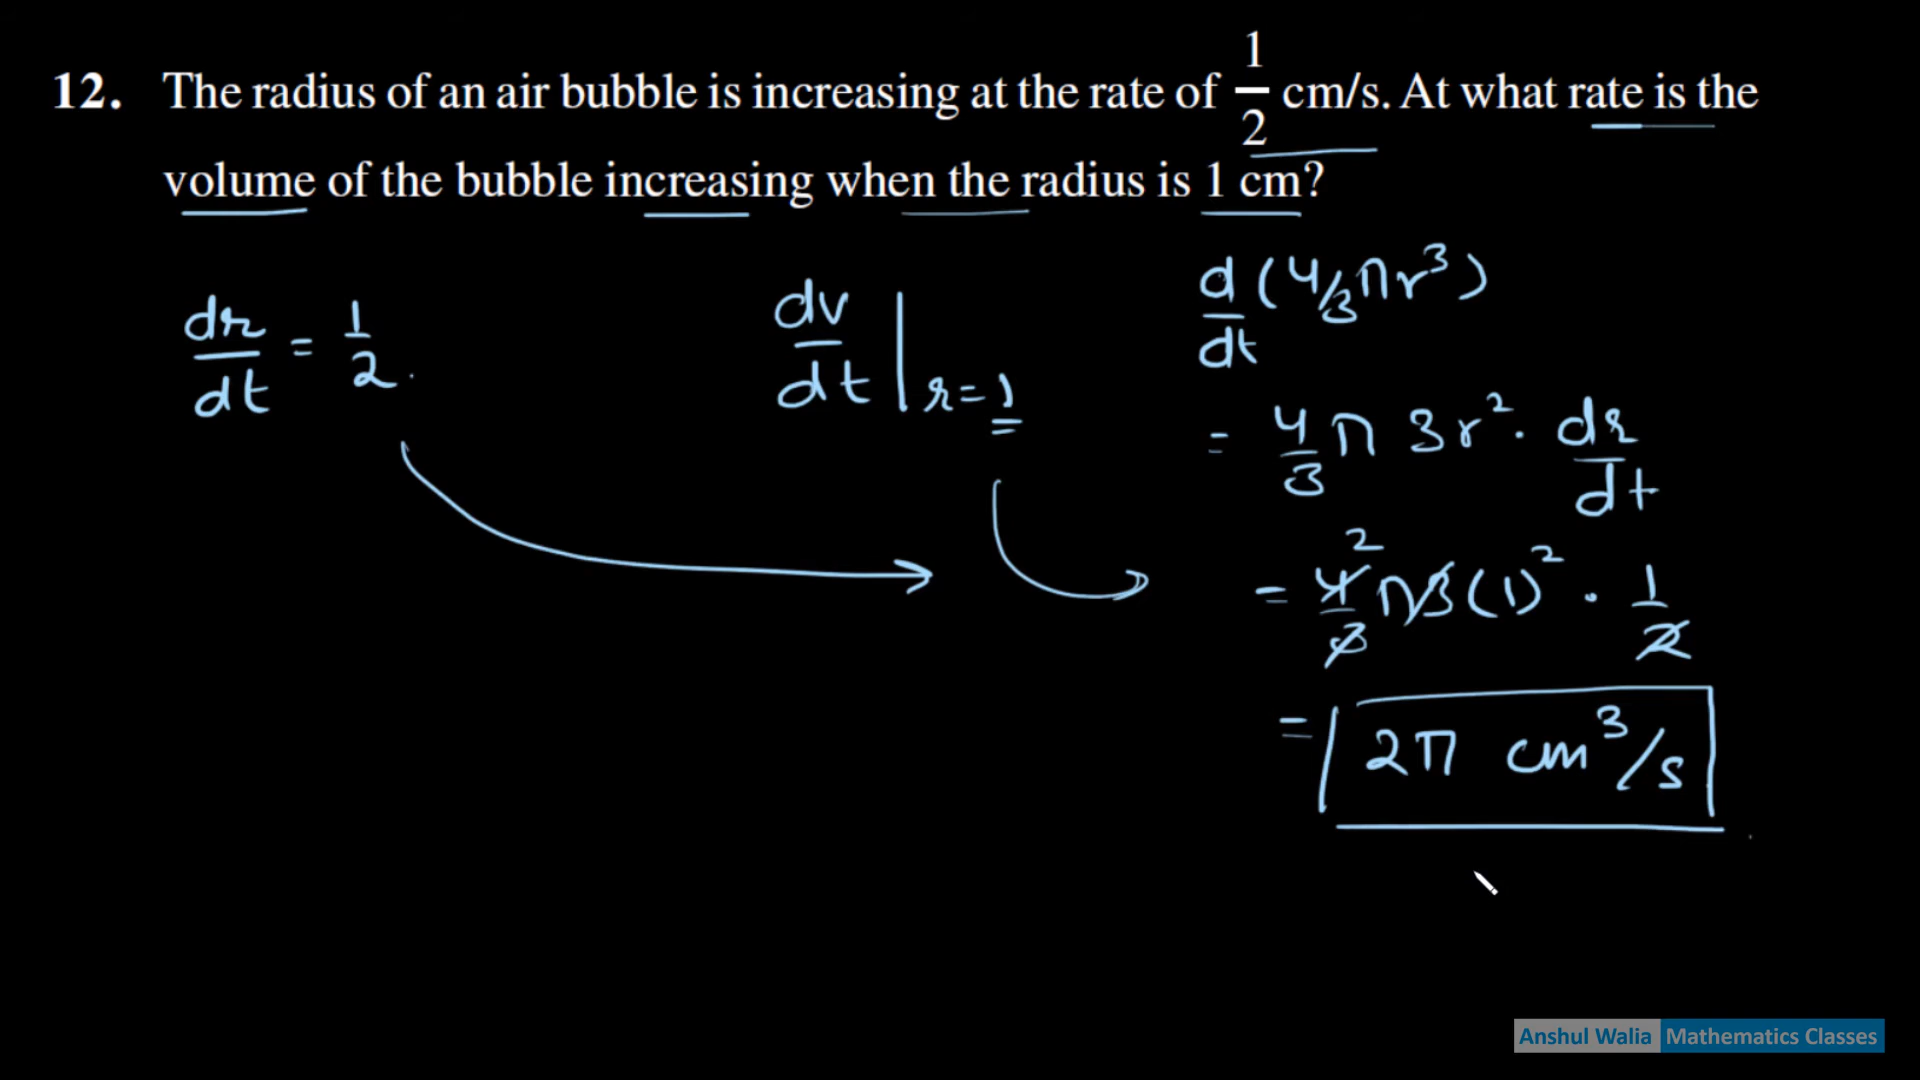 12. The radius of an air bubble is increasing at the rate of 1/2 cm/s. At what rate is the
volume of the bubble increasing when the radius is 1 cm?
dr/dt = 1/2.
dv/dt | r=1
d/dt (4/3 πr³)
= 4/3 π 3r² · dr/dt
= 4/3 π3(1)² · 1/2
2
= 2π cm³/s
Anshul Walia Mathematics Classes